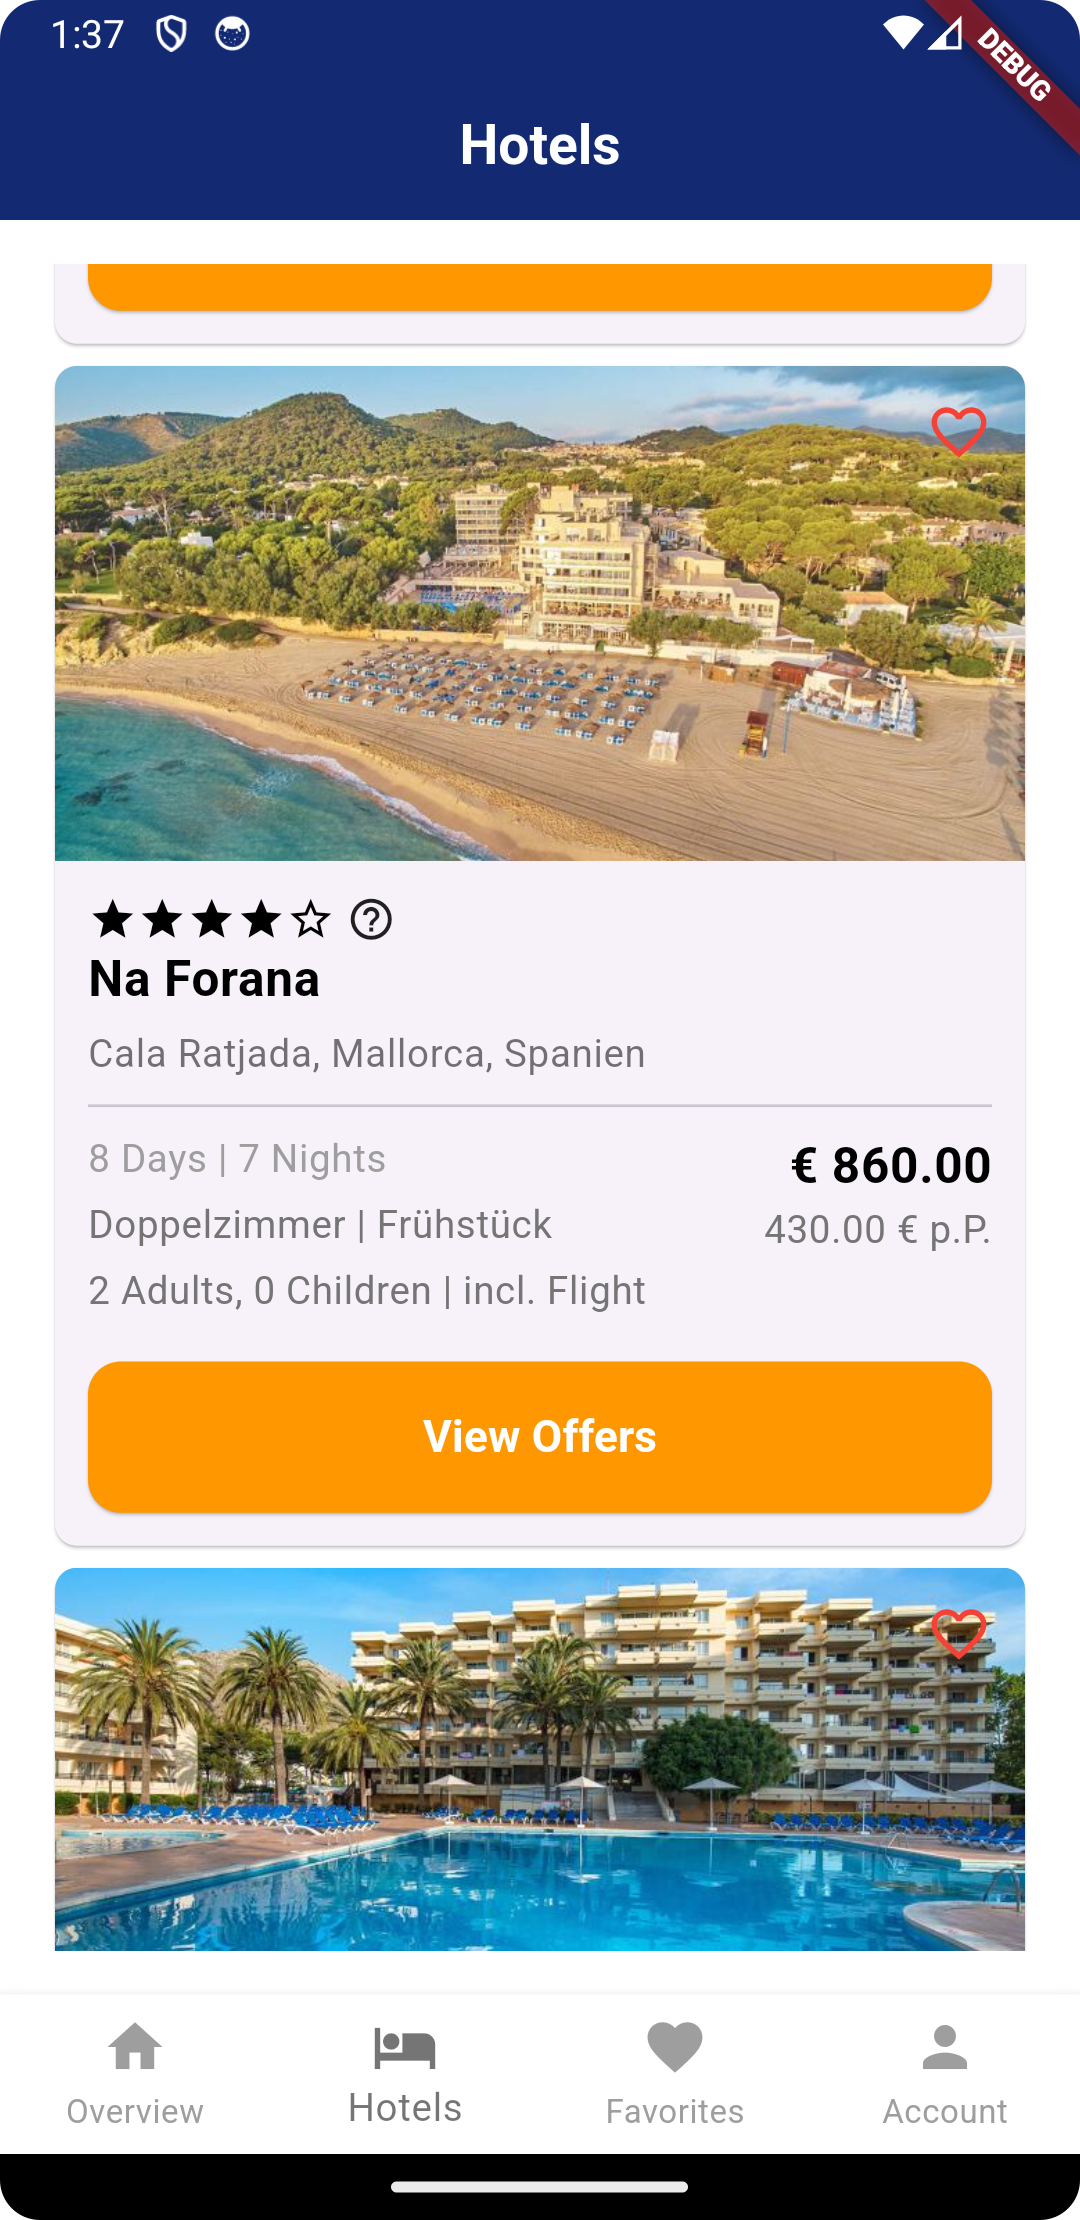 1:37
DEBUG
Hotels
Na Forana
Cala Ratjada, Mallorca, Spanien
8 Days | 7 Nights
€ 860.00
Doppelzimmer | Frühstück
430.00 € p.P.
2 Adults, 0 Children | incl. Flight
View Offers
Overview
Hotels
Favorites
Account